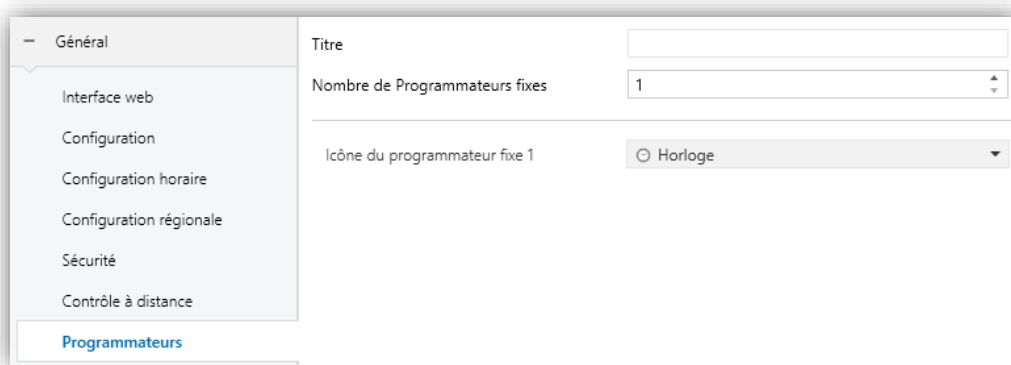 Général
Interface web
Configuration
Configuration horaire
Configuration régionale
Sécurité
Contrôle à distance
Programmateurs
Titre
Nombre de Programmateurs fixes 1
Icône du programmateur fixe 1 Horloge